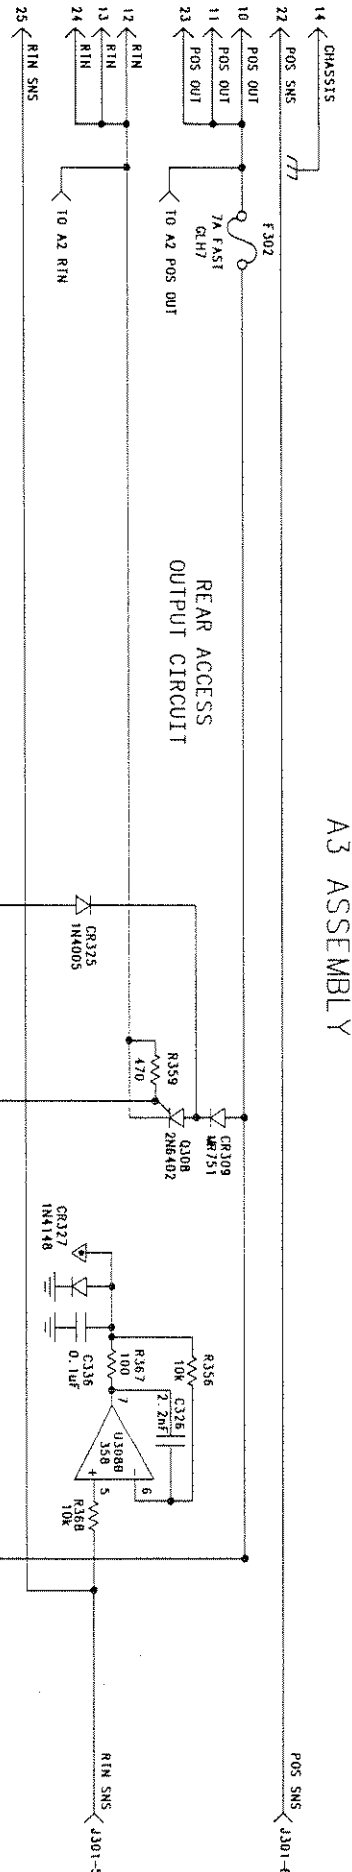 A3 ASSEMBLY
14 CHASSIS
22 POS SNS
10 POS OUT
11 POS OUT
23 POS OUT
12 RTN
13 RTN
24 RTN
25 RTN SNS
F302
7A FAST
GLH7
TO A2 POS OUT
TO A2 RTN
REAR ACCESS
OUTPUT CIRCUIT
CR325
1N4005
R359
470
Q308
2N6402
CR309
MR751
CR327
1N4148
C336
0.1uF
R367
100
R356
10k
C326
2.2nF
7
U308B
358
-
+
6
5
R368
10k
POS SNS
RTN SNS